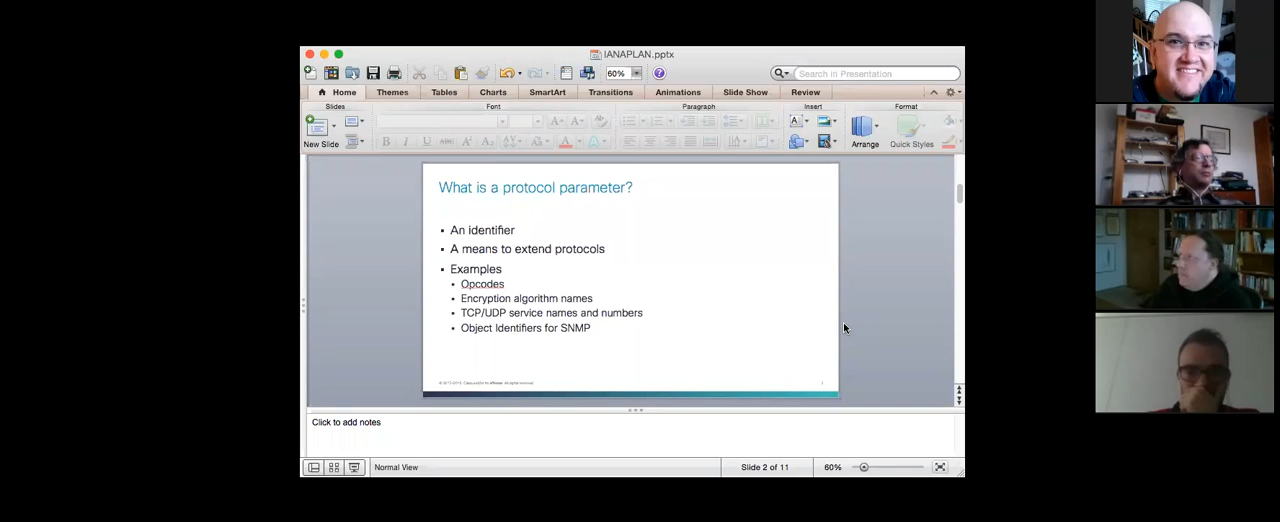 IANAPLAN.pptx
60%
Search in Presentation
Home Themes Tables Charts SmartArt Transitions Animations Slide Show Review
Slides Font Paragraph Insert Format
New Slide Arrange Quick Styles
What is a protocol parameter?
An identifier
A means to extend protocols
Examples
Opcodes
Encryption algorithm names
TCP/UDP service names and numbers
Object Identifiers for SNMP
Click to add notes
Normal View Slide 2 of 11 60%